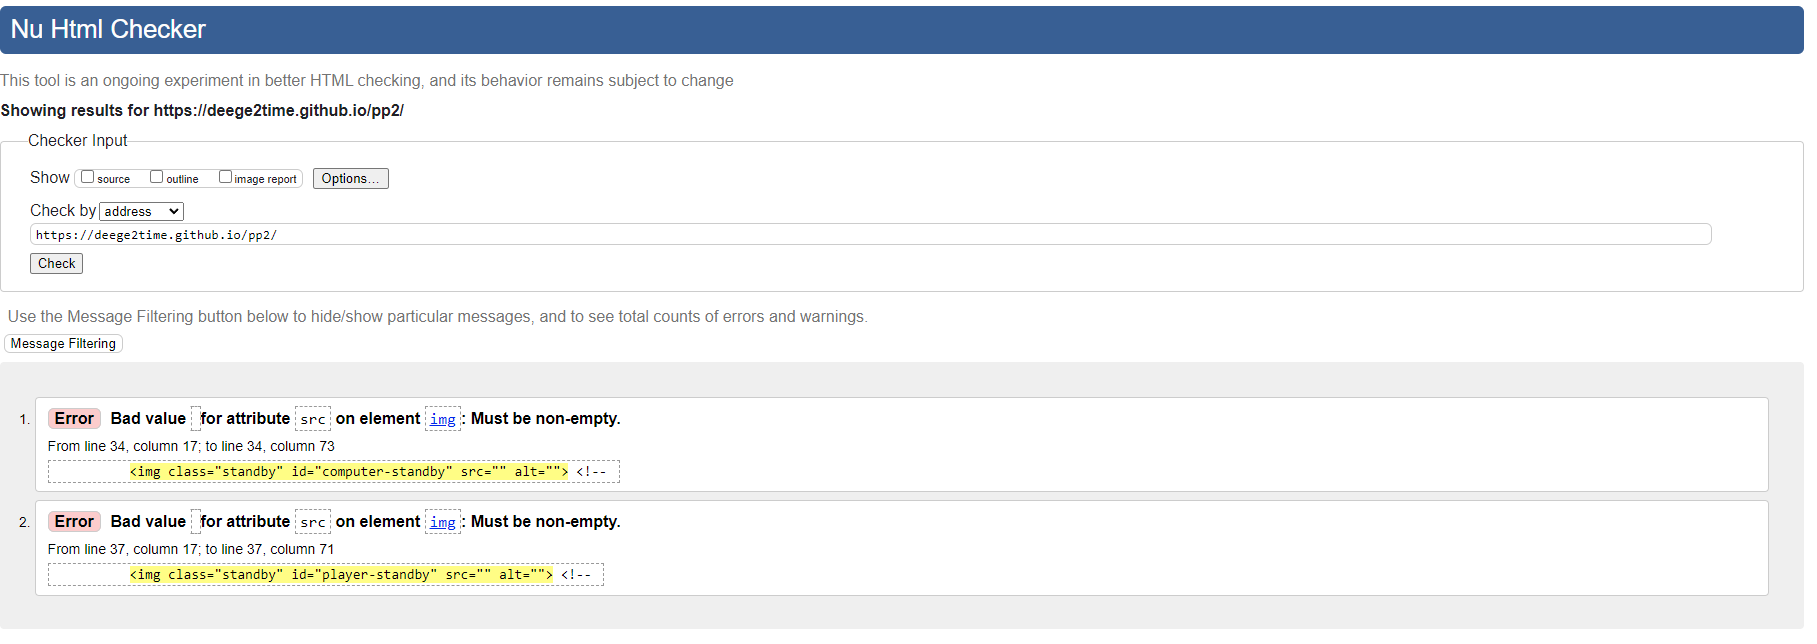 Nu Html Checker
This tool is an ongoing experiment in better HTML checking, and its behavior remains subject to change
Showing results for https://deege2time.github.io/pp2/
Checker Input
Show source outline image report Options...
Check by address
https://deege2time.github.io/pp2/
Check
Use the Message Filtering button below to hide/show particular messages, and to see total counts of errors and warnings.
Message Filtering
1. Error Bad value for attribute src on element img: Must be non-empty.
From line 34, column 17; to line 34, column 73
<img class="standby" id="computer-standby" src="" alt=""> <!--
2. Error Bad value for attribute src on element img: Must be non-empty.
From line 37, column 17; to line 37, column 71
<img class="standby" id="player-standby" src="" alt=""> <!--